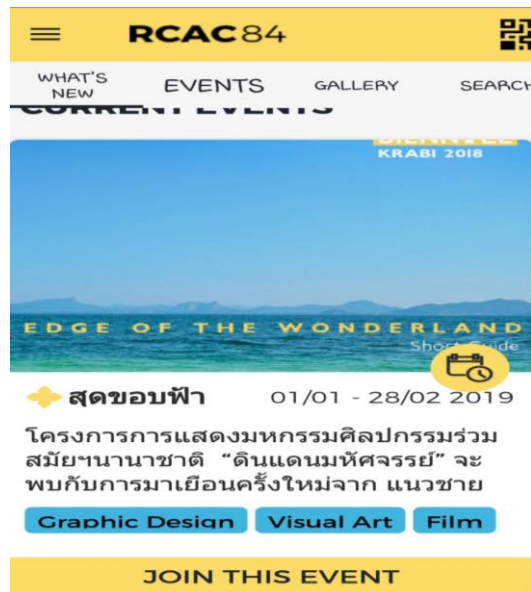 RCAC84
WHAT'S NEW
EVENTS
GALLERY
SEARCH
CURRENT EVENTS
BIENNALE
KRABI 2018
EDGE OF THE WONDERLAND
Short Guide
สุดขอบฟ้า
01/01 - 28/02 2019
โครงการการแสดงมหกรรมศิลปกรรมร่วม
สมัยฯนานาชาติ "ดินแดนมหัศจรรย์" จะ
พบกับการมาเยือนครั้งใหม่จาก แนวชาย
Graphic Design
Visual Art
Film
JOIN THIS EVENT